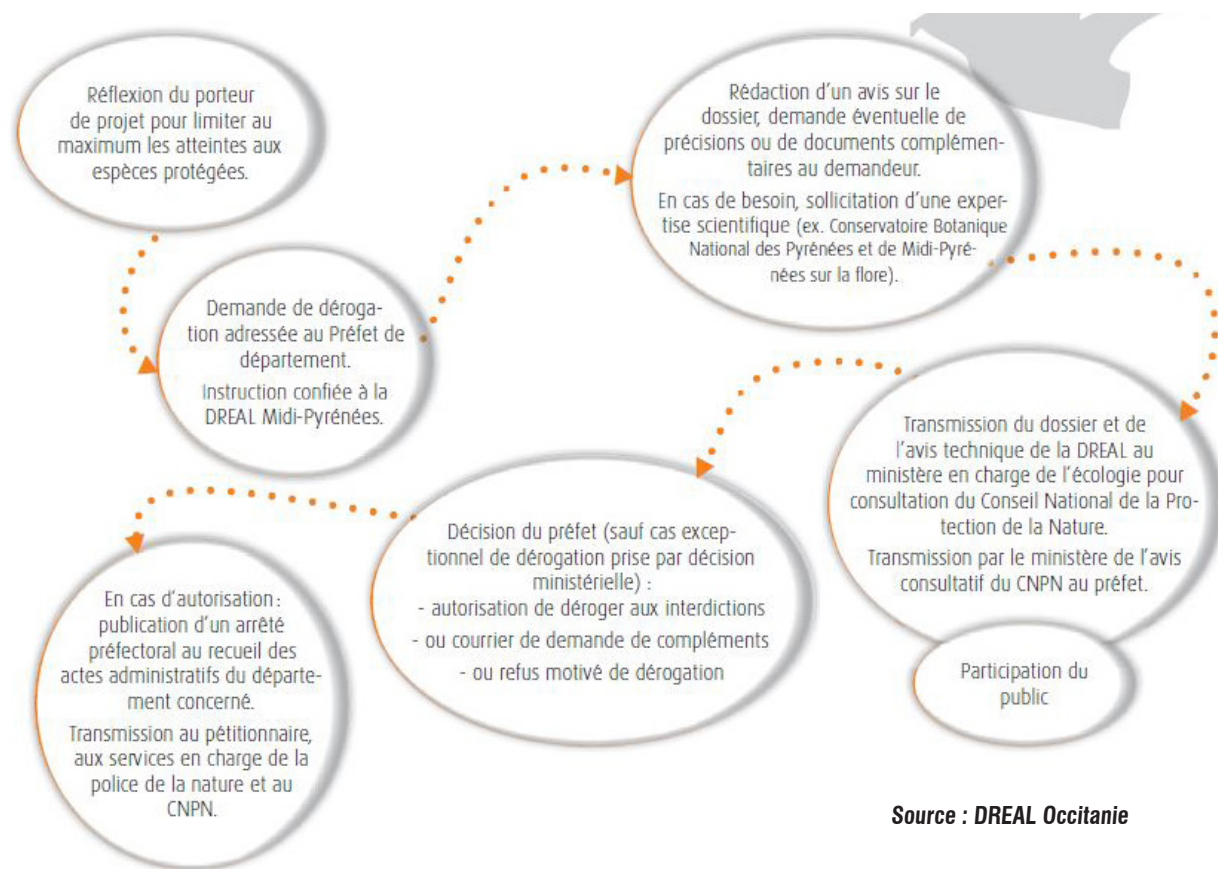 Réflexion du porteur
de projet pour limiter au
maximum les atteintes aux
espèces protégées.
Demande de déroga-
tion adressée au Préfet de
département.
Instruction confiée à la
DREAL Midi-Pyrénées.
Rédaction d'un avis sur le
dossier, demande éventuelle de
précisions ou de documents complémen-
taires au demandeur.
En cas de besoin, sollicitation d'une exper-
tise scientifique (ex. Conservatoire Botanique
National des Pyrénées et de Midi-Pyré-
nées sur la flore).
Transmission du dossier et de
l'avis technique de la DREAL au
ministère en charge de l'écologie pour
consultation du Conseil National de la Pro-
tection de la Nature.
Transmission par le ministère de l'avis
consultatif du CNPN au préfet.
Participation du
public
Décision du préfet (sauf cas excep-
tionnel de dérogation prise par décision
ministérielle) :
- autorisation de déroger aux interdictions
- ou courrier de demande de compléments
- ou refus motivé de dérogation
En cas d'autorisation :
publication d'un arrêté
préfectoral au recueil des
actes administratifs du départe-
ment concerné.
Transmission au pétitionnaire,
aux services en charge de la
police de la nature et au
CNPN.
Source : DREAL Occitanie